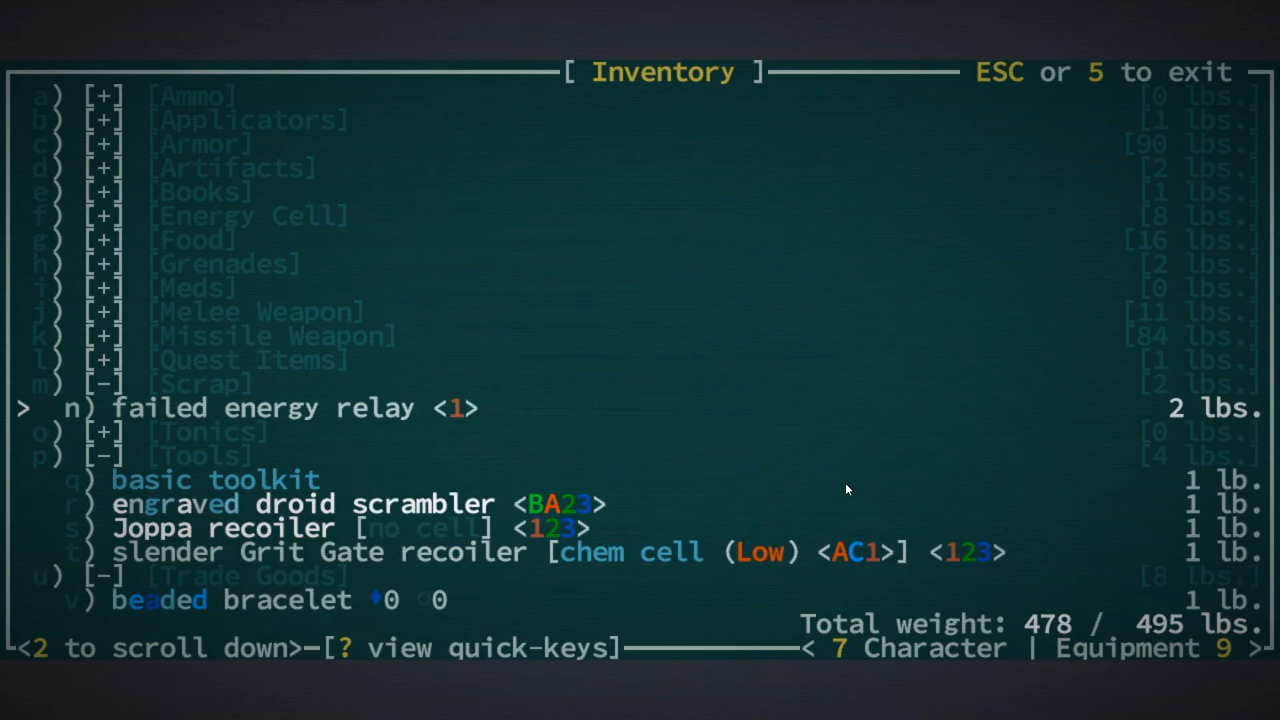 [ Inventory ] ESC or 5 to exit
a) [+] [Ammo] [0 lbs.]
b) [+] [Applicators] [1 lbs.]
c) [+] [Armor] [90 lbs.]
d) [+] [Artifacts] [2 lbs.]
e) [+] [Books] [1 lbs.]
f) [+] [Energy Cell] [8 lbs.]
g) [+] [Food] [16 lbs.]
h) [+] [Grenades] [2 lbs.]
i) [+] [Meds] [0 lbs.]
j) [+] [Melee Weapon] [11 lbs.]
k) [+] [Missile Weapon] [84 lbs.]
l) [+] [Quest Items] [1 lbs.]
m) [-] [Scrap] [2 lbs.]
> n) failed energy relay <1> 2 lbs.
o) [+] [Tonics] [0 lbs.]
p) [-] [Tools] [4 lbs.]
q) basic toolkit 1 lb.
r) engraved droid scrambler <BA23> 1 lb.
s) Joppa recoiler [no cell] <123> 1 lb.
t) slender Grit Gate recoiler [chem cell (Low) <AC1>] <123> 1 lb.
u) [-] [Trade Goods] [8 lbs.]
v) beaded bracelet ♦0 ○0 1 lb.
Total weight: 478 / 495 lbs.
<2 to scroll down> [? view quick-keys] < 7 Character | Equipment 9 >